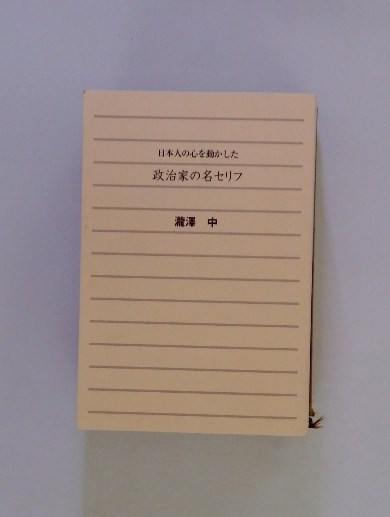 日本人の心を動かした
政治家の名セリフ
瀧澤 中